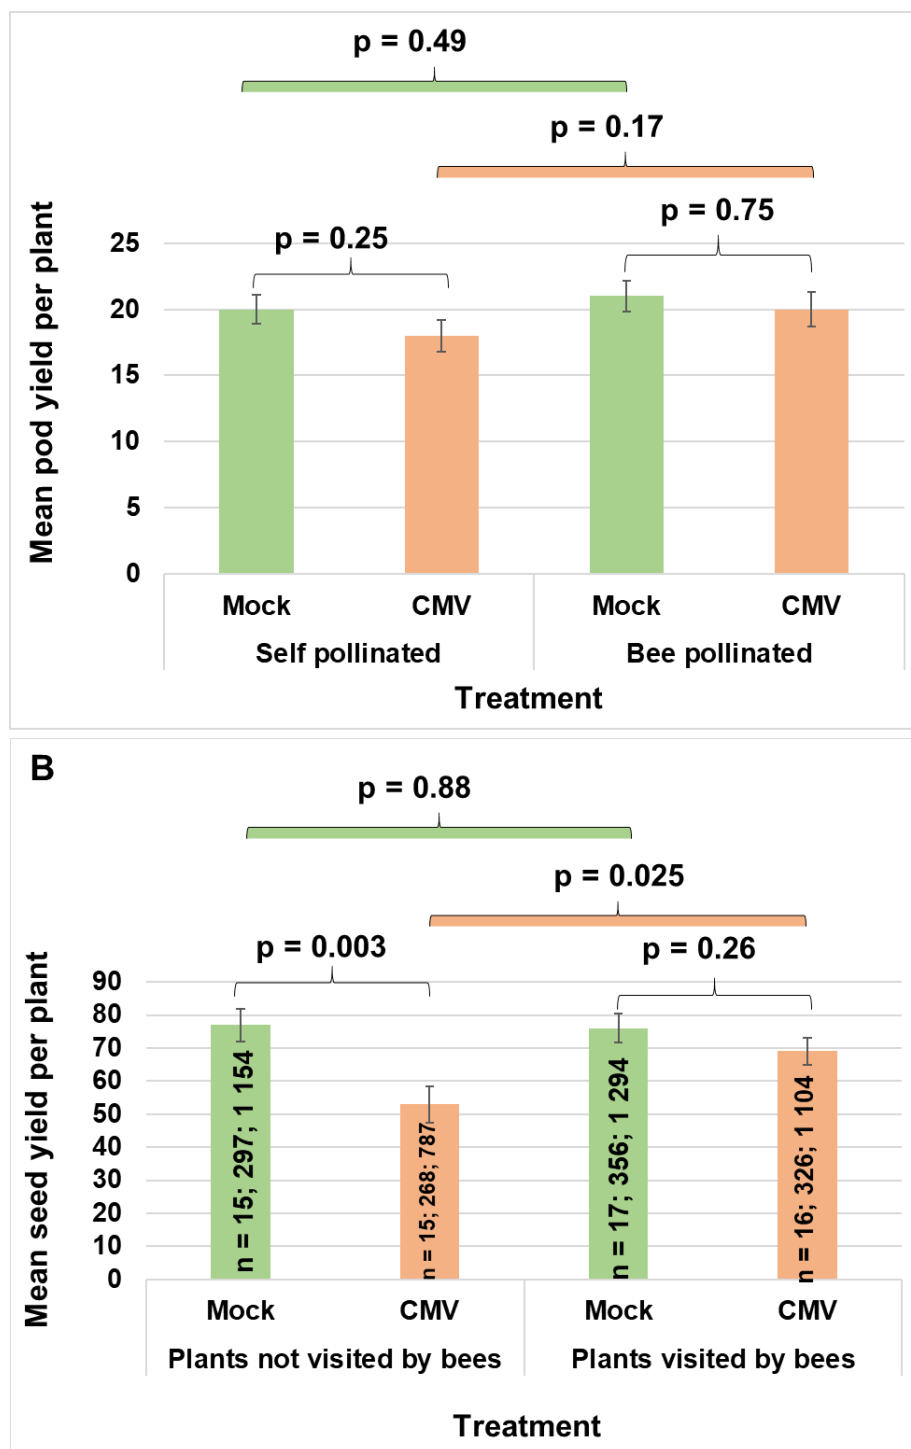 p = 0.49
p = 0.17
p = 0.75
p = 0.25
Mean pod yield per plant
25
20
15
10
5
0
Mock CMV Mock CMV
Self pollinated Bee pollinated
Treatment
B
p = 0.88
p = 0.025
p = 0.003 p = 0.26
Mean seed yield per plant
90
80
70
60
50
40
30
20
10
0
n = 15; 297; 1 154
n = 15; 268; 787
n = 17; 356; 1 294
n = 16; 326; 1 104
Mock CMV Mock CMV
Plants not visited by bees Plants visited by bees
Treatment